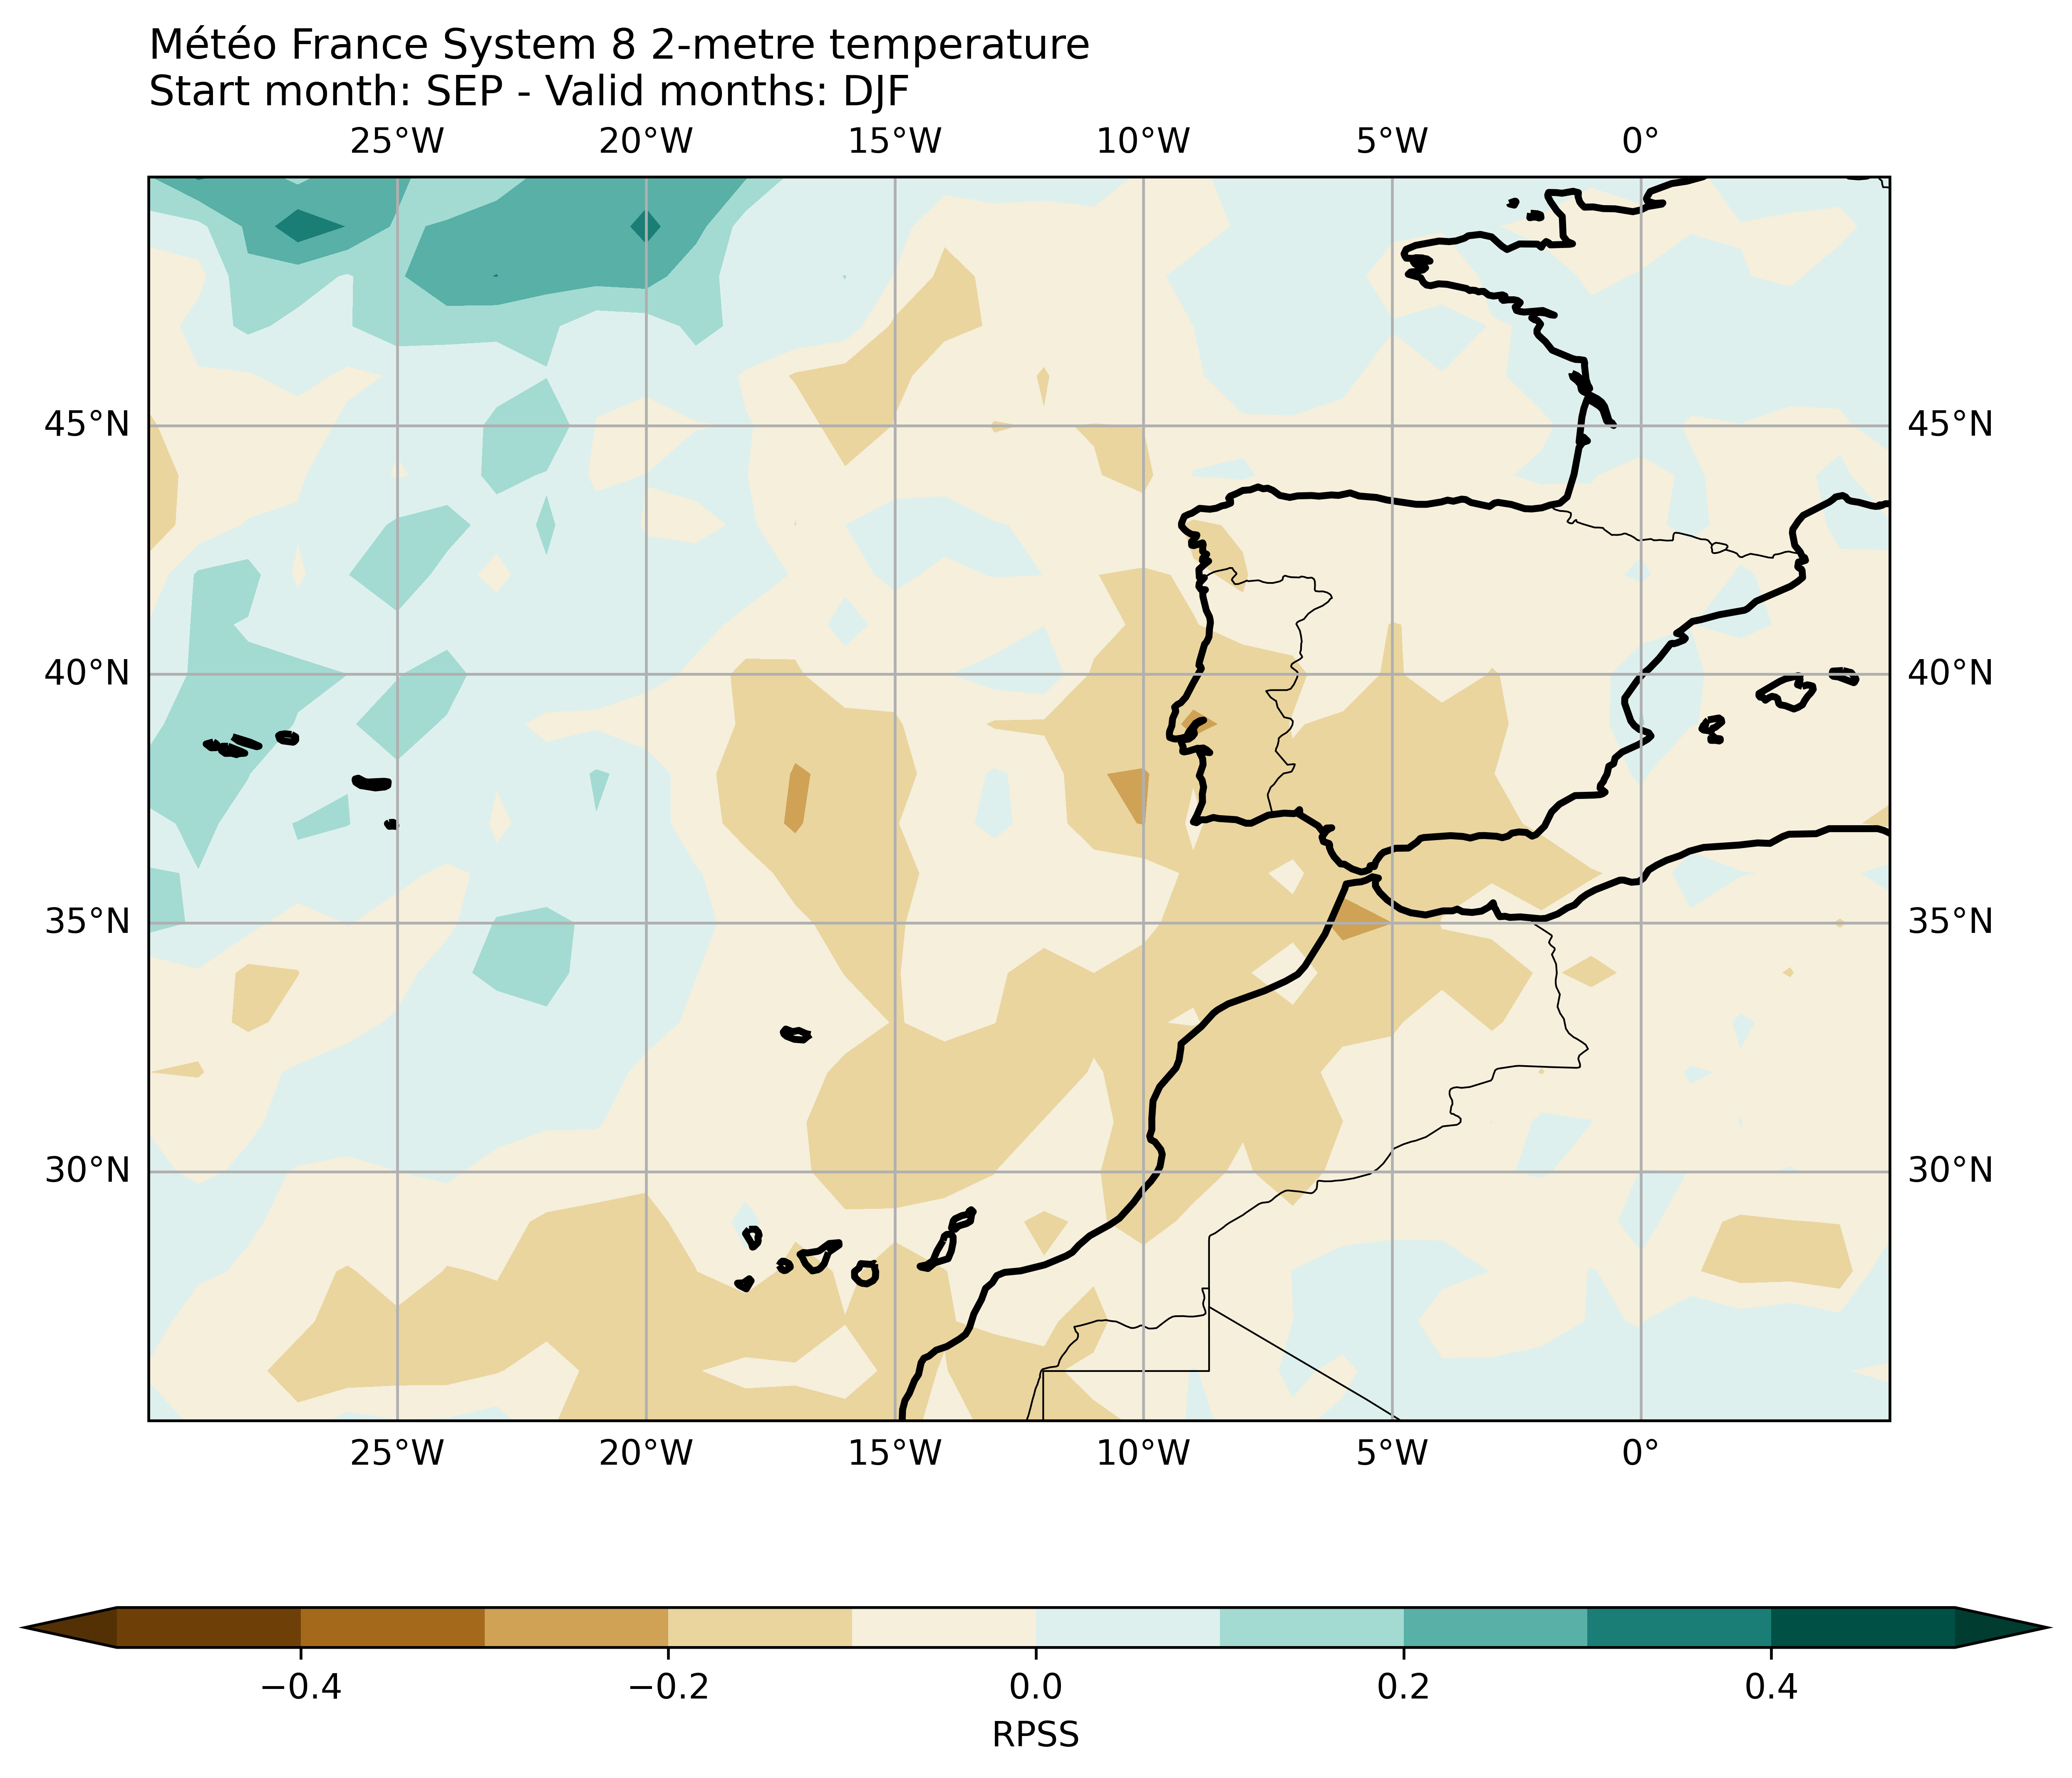 Météo France System 8 2-metre temperature
Start month: SEP - Valid months: DJF
25°W 20°W 15°W 10°W 5°W 0°
45°N 45°N
40°N 40°N
35°N 35°N
30°N 30°N
25°W 20°W 15°W 10°W 5°W 0°
−0.4 −0.2 0.0 0.2 0.4
RPSS